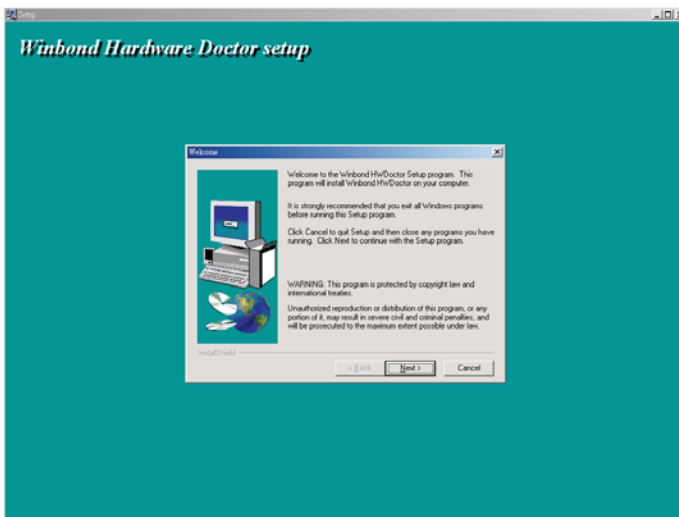 Setup
Winbond Hardware Doctor setup
Welcome
Welcome to the Winbond HWDoctor Setup program. This
program will install Winbond HWDoctor on your computer.
It is strongly recommended that you exit all Windows programs
before running this Setup program.
Click Cancel to quit Setup and then close any programs you have
running. Click Next to continue with the Setup program.
WARNING: This program is protected by copyright law and
international treaties.
Unauthorized reproduction or distribution of this program, or any
portion of it, may result in severe civil and criminal penalties, and
will be prosecuted to the maximum extent possible under law.
InstallShield
< Back
Next >
Cancel